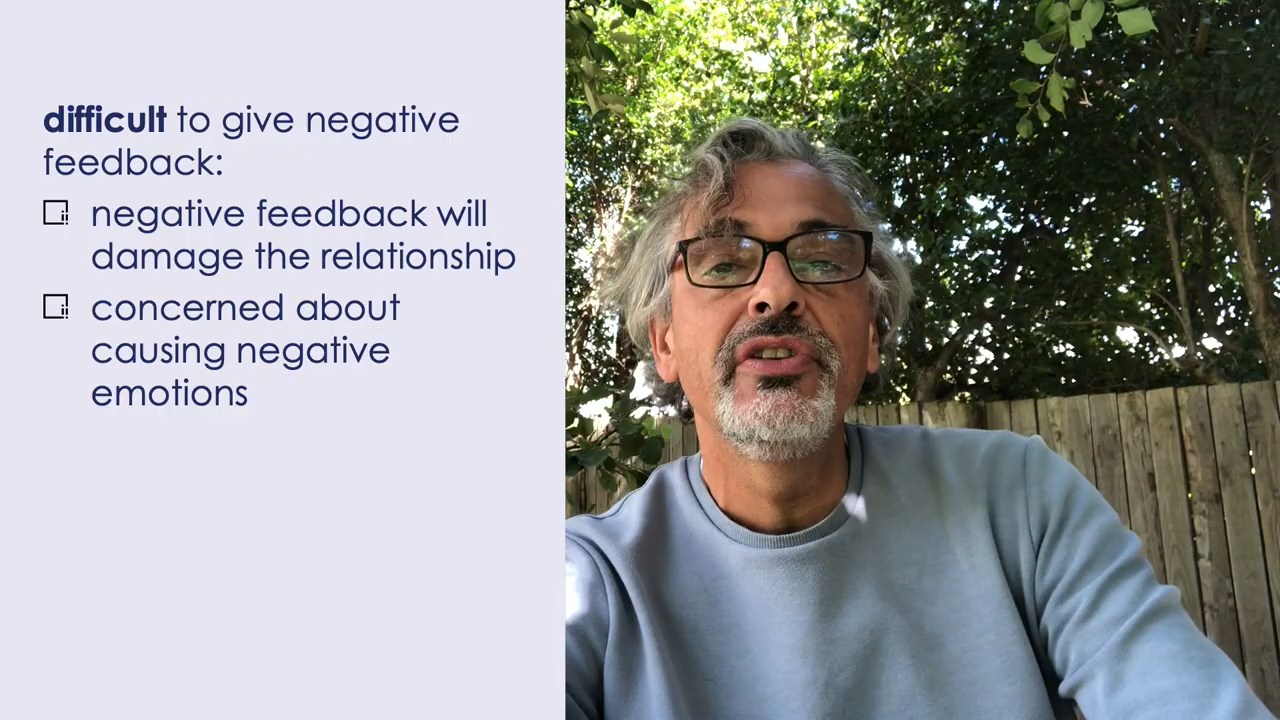 difficult to give negative
feedback:
negative feedback will
damage the relationship
concerned about
causing negative
emotions